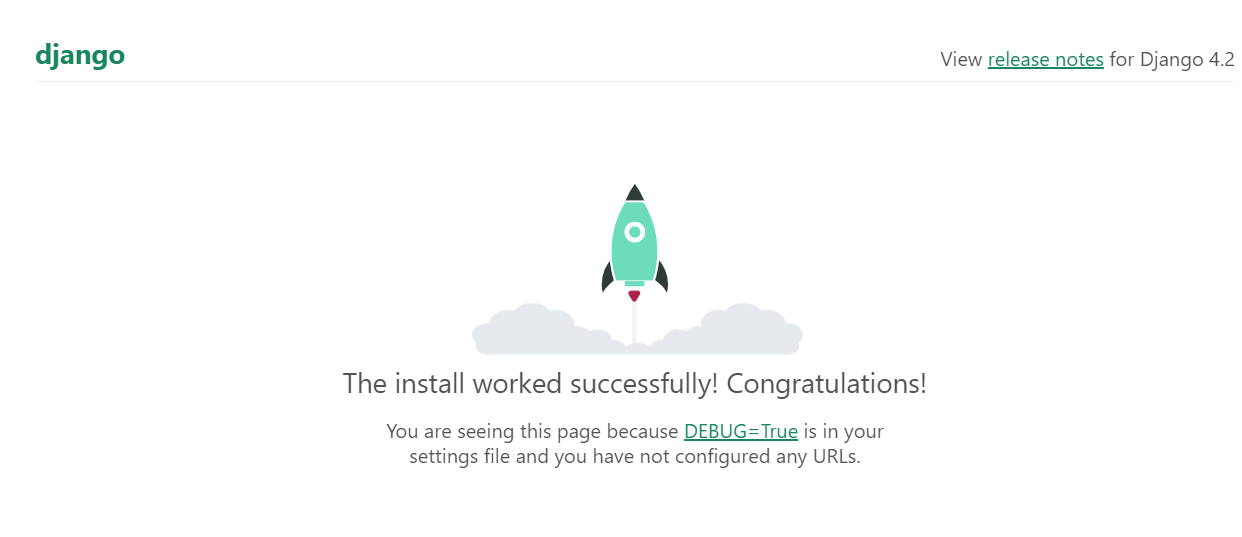 django
View release notes for Django 4.2
The install worked successfully! Congratulations!
You are seeing this page because DEBUG=True is in your
settings file and you have not configured any URLs.